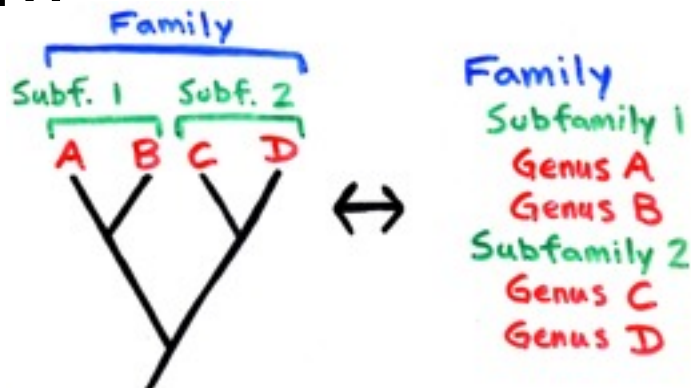 Family
Subf. 1 Subf. 2
A B C D
Family
Subfamily 1
Genus A
Genus B
Subfamily 2
Genus C
Genus D